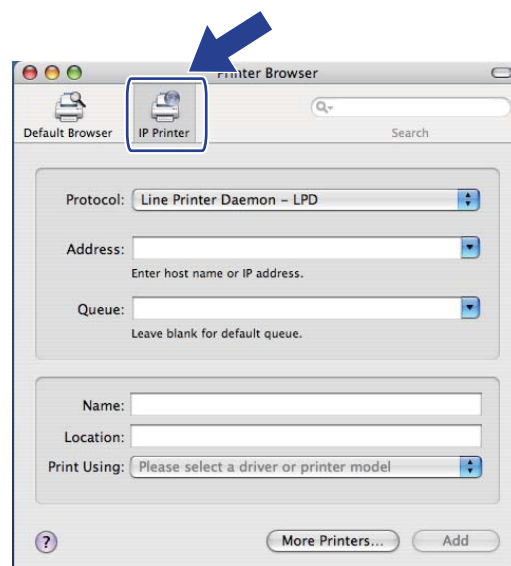 Printer Browser
Default Browser
IP Printer
Q-
Search
Protocol: Line Printer Daemon – LPD
Address:
Enter host name or IP address.
Queue:
Leave blank for default queue.
Name:
Location:
Print Using: Please select a driver or printer model
?
More Printers...
Add